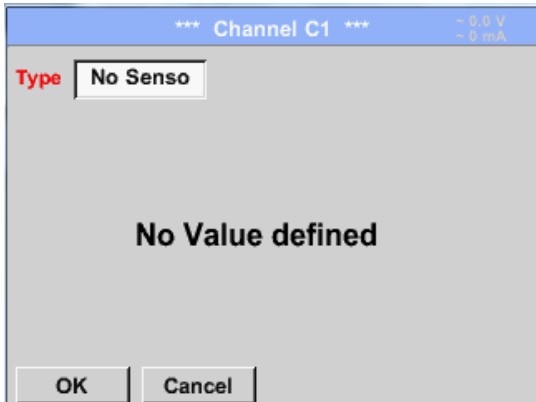 *** Channel C1 ***
~ 0.0 V
~ 0 mA
Type No Senso
No Value defined
OK Cancel